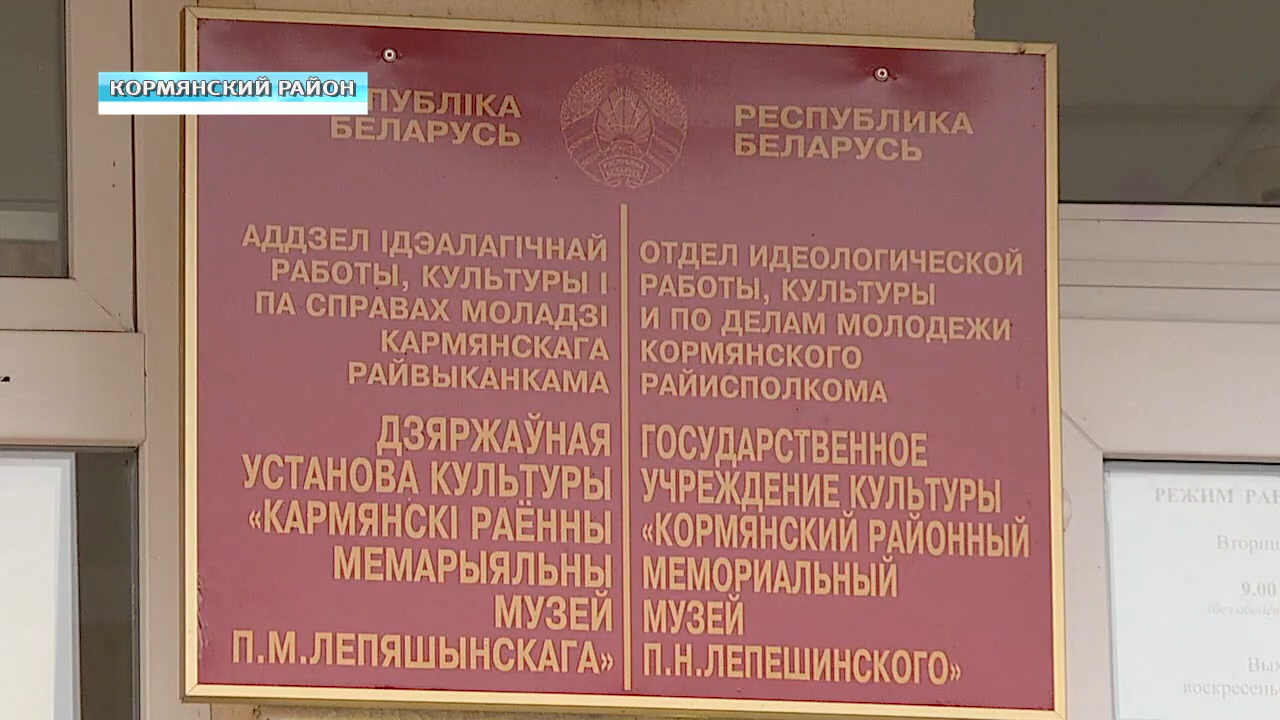 КОРМЯНСКИЙ РАЙОН
БЕЛАРУСЬ
РЕСПУБЛИКА
БЕЛАРУСЬ
РЕСПУБЛІКА
БЕЛАРУСЬ
АДДЗЕЛ ІДЭАЛАГІЧНАЙ
РАБОТЫ, КУЛЬТУРЫ І
ПА СПРАВАХ МОЛАДЗІ
КАРМЯНСКАГА
РАЙВЫКАНКАМА
ДЗЯРЖАЎНАЯ
УСТАНОВА КУЛЬТУРЫ
«КАРМЯНСКІ РАЁННЫ
МЕМАРЫЯЛЬНЫ
МУЗЕЙ
П.М.ЛЕПЯШЫНСКАГА»
ОТДЕЛ ИДЕОЛОГИЧЕСКОЙ
РАБОТЫ, КУЛЬТУРЫ
И ПО ДЕЛАМ МОЛОДЕЖИ
КОРМЯНСКОГО
РАЙИСПОЛКОМА
ГОСУДАРСТВЕННОЕ
УЧРЕЖДЕНИЕ КУЛЬТУРЫ
«КОРМЯНСКИЙ РАЙОННЫЙ
МЕМОРИАЛЬНЫЙ
МУЗЕЙ
П.Н.ЛЕПЕШИНСКОГО»
РЕЖИМ
9.00